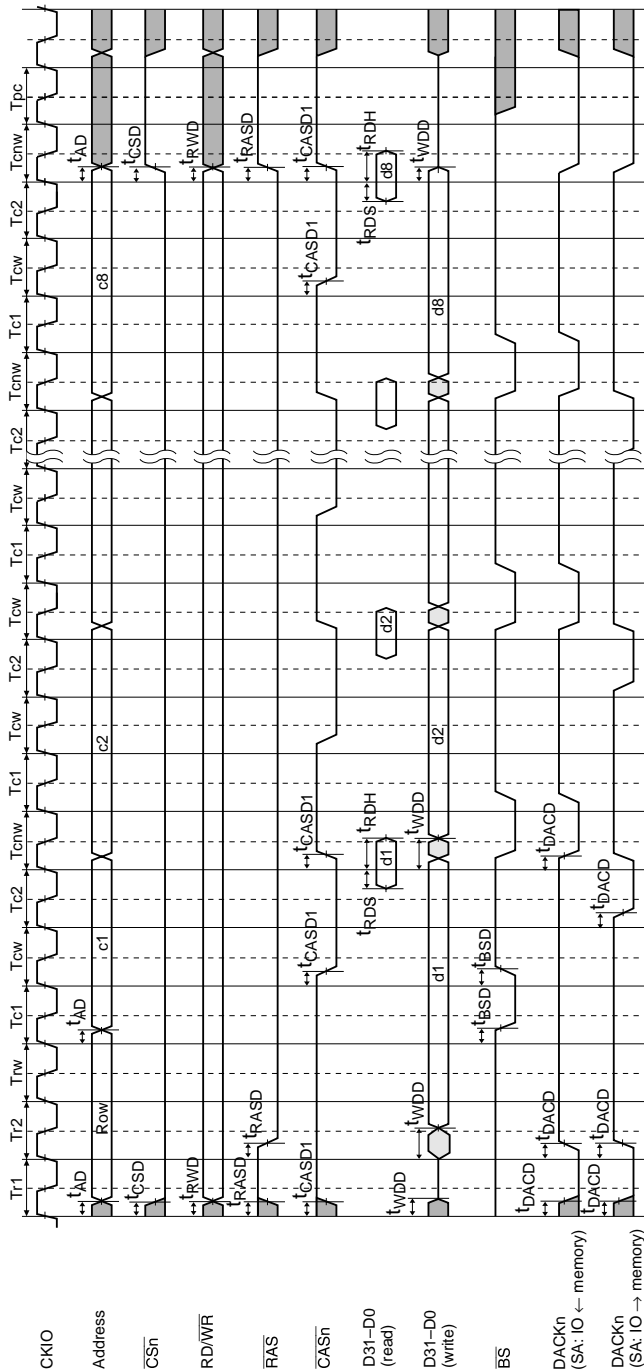 Tr1 Tr2 Trw Tc1 Tcw Tc2 Tcnw Tc1 Tcw Tc2 Tcw Tc1 Tcw Tc2 Tcnw Tc1 Tcw Tc2 Tcnw Tpc
CKIO
tAD tAD tAD
Address Row c1 c2 c8
tCSD tCSD
CSn
tRWD tRWD
RD/WR
tRASD tRASD tRASD
RAS
tCASD1 tCASD1 tCASD1 tCASD1 tCASD1
CASn
D31–D0
(read)
tRDS d1 tRDH d2 tRDS d8 tRDH
tWDD tWDD tWDD tWDD
D31–D0
(write)
d1 d2 d8
tBSD tBSD
BS
tDACD tDACD tDACD
DACKn
(SA: IO ← memory)
tDACD tDACD tDACD
DACKn
(SA: IO → memory)